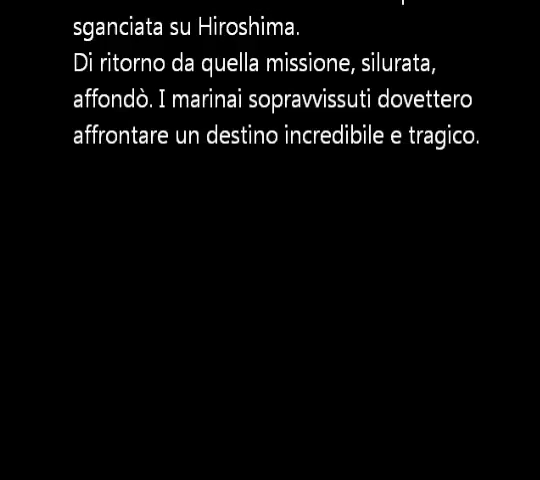 sganciata su Hiroshima.
Di ritorno da quella missione, silurata,
affondò. I marinai sopravvissuti dovettero
affrontare un destino incredibile e tragico.